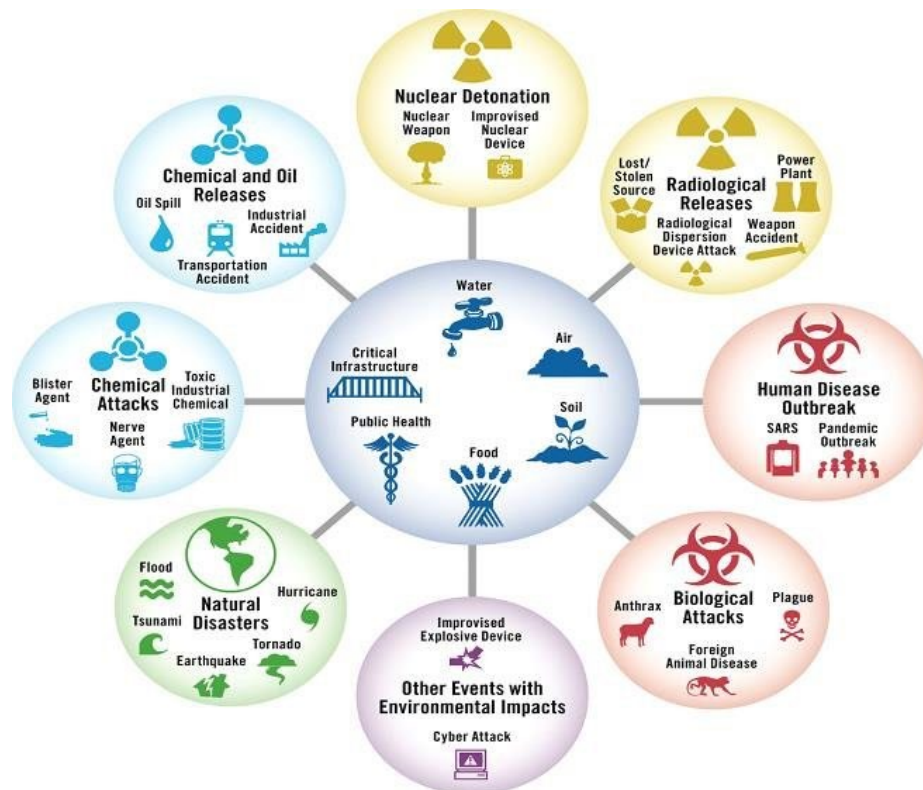 Nuclear Detonation
Nuclear
Weapon
Improvised
Nuclear
Device
Lost/
Stolen
Source
Power
Plant
Radiological
Releases
Radiological
Dispersion
Device Attack
Weapon
Accident
Human Disease
Outbreak
SARS
Pandemic
Outbreak
Biological
Attacks
Anthrax
Plague
Foreign
Animal Disease
Improvised
Explosive Device
Other Events with
Environmental Impacts
Cyber Attack
Natural
Disasters
Flood
Hurricane
Tsunami
Tornado
Earthquake
Chemical
Attacks
Blister
Agent
Toxic
Industrial
Chemical
Nerve
Agent
Chemical and Oil
Releases
Oil Spill
Industrial
Accident
Transportation
Accident
Water
Air
Soil
Food
Public Health
Critical
Infrastructure